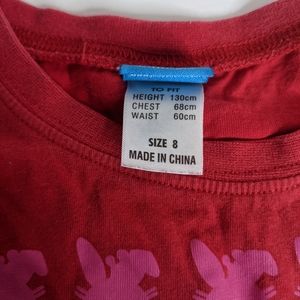 TO FIT
HEIGHT 130cm
CHEST 68cm
WAIST 60cm
SIZE 8
MADE IN CHINA